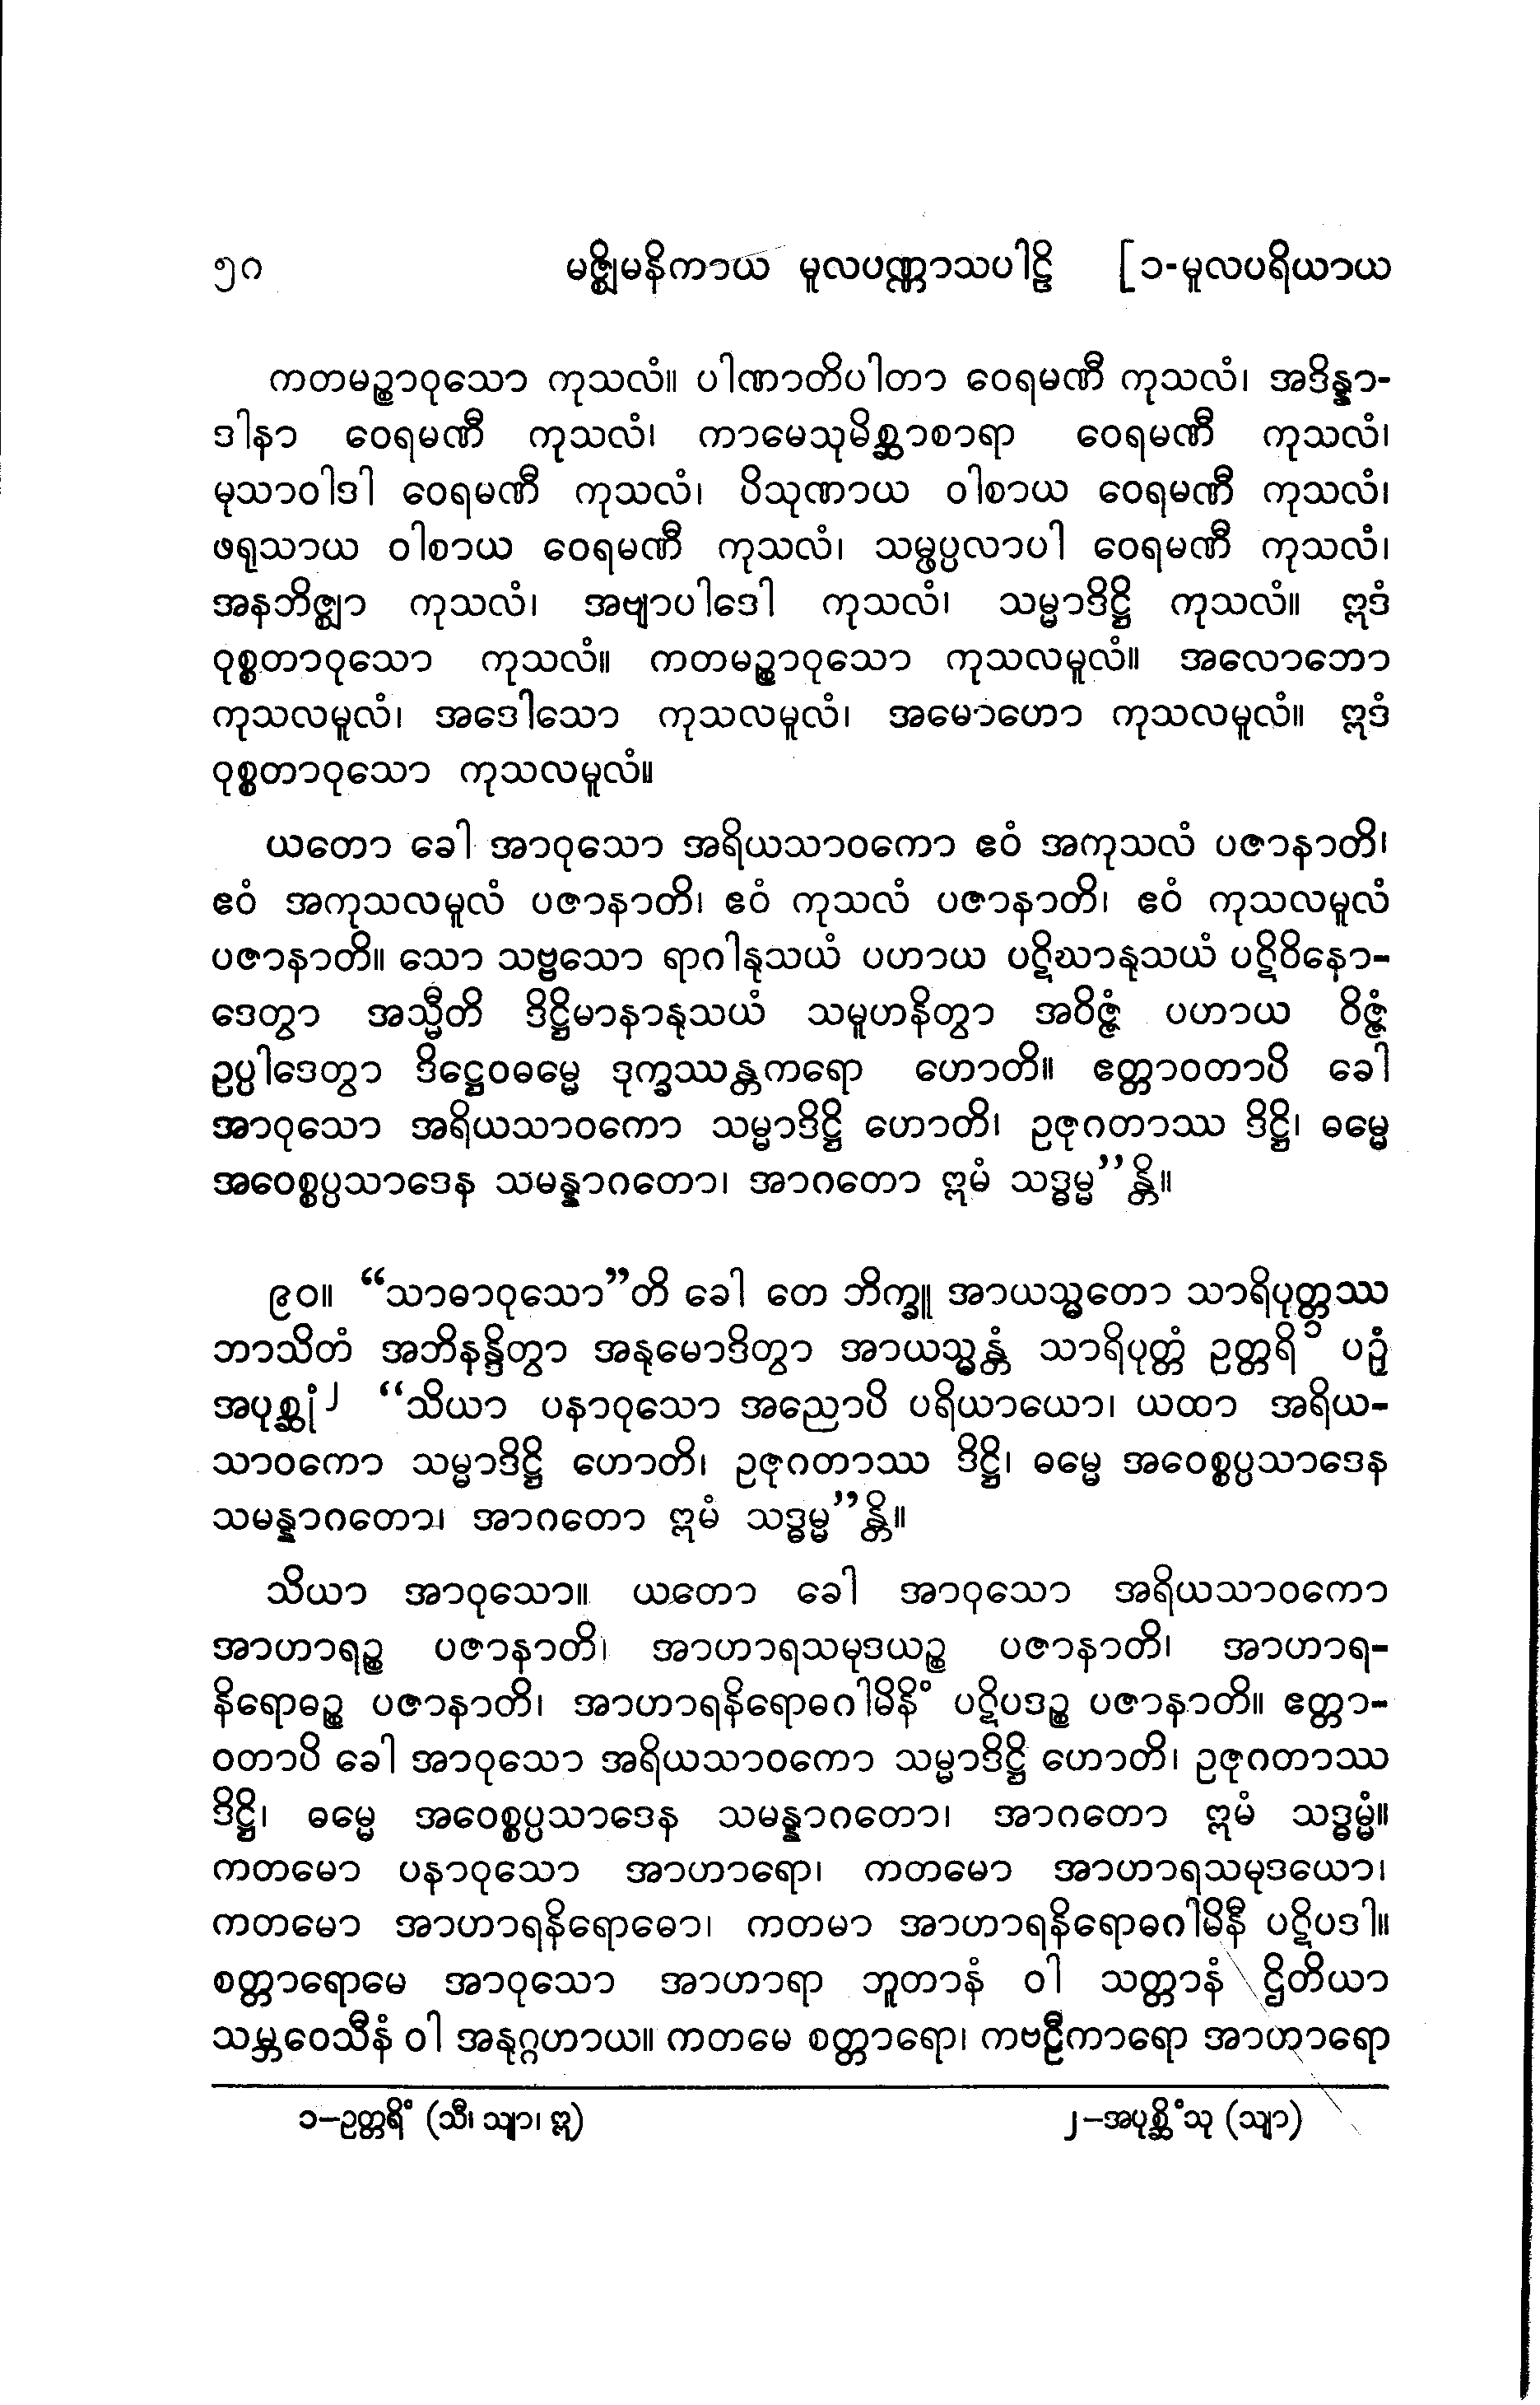 ၅၈ မဇ္ဈိမနိကာယ မူလပဏ္ဏာသပါဠိ [၁-မူလပရိယာယ
ကတမဉ္စာဝုသော ကုသလံ။ ပါဏာတိပါတာ ဝေရမဏီ ကုသလံ၊ အဒိန္နာ-
ဒါနာ ဝေရမဏီ ကုသလံ၊ ကာမေသုမိစ္ဆာစာရာ ဝေရမဏီ ကုသလံ၊
မုသာဝါဒါ ဝေရမဏီ ကုသလံ၊ ပိသုဏာယ ဝါစာယ ဝေရမဏီ ကုသလံ၊
ဖရုသာယ ဝါစာယ ဝေရမဏီ ကုသလံ၊ သမ္ဖပ္ပလာပါ ဝေရမဏီ ကုသလံ၊
အနဘိဇ္ဈာ ကုသလံ၊ အဗျာပါဒေါ ကုသလံ၊ သမ္မာဒိဋ္ဌိ ကုသလံ။ ဣဒံ
ဝုစ္စတာဝုသော ကုသလံ။ ကတမဉ္စာဝုသော ကုသလမူလံ။ အလောဘော
ကုသလမူလံ၊ အဒေါသော ကုသလမူလံ၊ အမောဟော ကုသလမူလံ။ ဣဒံ
ဝုစ္စတာဝုသော ကုသလမူလံ။
ယတော ခေါ အာဝုသော အရိယသာဝကော ဧဝံ အကုသလံ ပဇာနာတိ၊
ဧဝံ အကုသလမူလံ ပဇာနာတိ၊ ဧဝံ ကုသလံ ပဇာနာတိ၊ ဧဝံ ကုသလမူလံ
ပဇာနာတိ။ သော သဗ္ဗသော ရာဂါနုသယံ ပဟာယ ပဋိဃာနုသယံ ပဋိဝိနော-
ဒေတွာ အသ္မီတိ ဒိဋ္ဌိမာနာနုသယံ သမူဟနိတွာ အဝိဇ္ဇံ ပဟာယ ဝိဇ္ဇံ
ဥပ္ပါဒေတွာ ဒိဋ္ဌေဝဓမ္မေ ဒုက္ခဿန္တကရော ဟောတိ။ ဧတ္တာဝတာပိ ခေါ
အာဝုသော အရိယသာဝကော သမ္မာဒိဋ္ဌိ ဟောတိ၊ ဥဇုဂတာဿ ဒိဋ္ဌိ၊ ဓမ္မေ
အဝေစ္စပ္ပသာဒေန သမန္နာဂတော၊ အာဂတော ဣမံ သဒ္ဓမ္မ”န္တိ။
၉၀။ “သာဓာဝုသော”တိ ခေါ တေ ဘိက္ခူ အာယသ္မတော သာရိပုတ္တဿ
ဘာသိတံ အဘိနန္ဒိတွာ အနုမောဒိတွာ အာယသ္မန္တံ သာရိပုတ္တံ ဥတ္တရိ၁ ပဉှံ
အပုစ္ဆုံ၂ “သိယာ ပနာဝုသော အညောပိ ပရိယာယော၊ ယထာ အရိယ-
သာဝကော သမ္မာဒိဋ္ဌိ ဟောတိ၊ ဥဇုဂတာဿ ဒိဋ္ဌိ၊ ဓမ္မေ အဝေစ္စပ္ပသာဒေန
သမန္နာဂတော၊ အာဂတော ဣမံ သဒ္ဓမ္မ”န္တိ။
သိယာ အာဝုသော။ ယတော ခေါ အာဝုသော အရိယသာဝကော
အာဟာရဉ္စ ပဇာနာတိ၊ အာဟာရသမုဒယဉ္စ ပဇာနာတိ၊ အာဟာရ-
နိရောဓဉ္စ ပဇာနာတိ၊ အာဟာရနိရောဓဂါမိနိံ ပဋိပဒဉ္စ ပဇာနာတိ။ ဧတ္တာ-
ဝတာပိ ခေါ အာဝုသော အရိယသာဝကော သမ္မာဒိဋ္ဌိ ဟောတိ၊ ဥဇုဂတာဿ
ဒိဋ္ဌိ၊ ဓမ္မေ အဝေစ္စပ္ပသာဒေန သမန္နာဂတော၊ အာဂတော ဣမံ သဒ္ဓမ္မံ။
ကတမော ပနာဝုသော အာဟာရော၊ ကတမော အာဟာရသမုဒယော၊
ကတမော အာဟာရနိရောဓော၊ ကတမာ အာဟာရနိရောဓဂါမိနီ ပဋိပဒါ။
စတ္တာရောမေ အာဝုသော အာဟာရာ ဘူတာနံ ဝါ သတ္တာနံ ဌိတိယာ
သမ္ဘဝေသီနံ ဝါ အနုဂ္ဂဟာယ။ ကတမေ စတ္တာရော၊ ကဗဠီကာရော အာဟာရော
၁–ဥတ္တရိံ (သီ၊ သျာ၊ ဣ) ၂–အပုစ္ဆိံသု (သျာ)